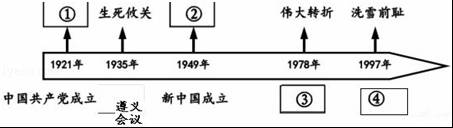 ① 生死攸关 ② 伟大转折 洗雪前耻
1921年 1935年 1949年 1978年 1997年
中国共产党成立 遵义会议 新中国成立 ③ ④